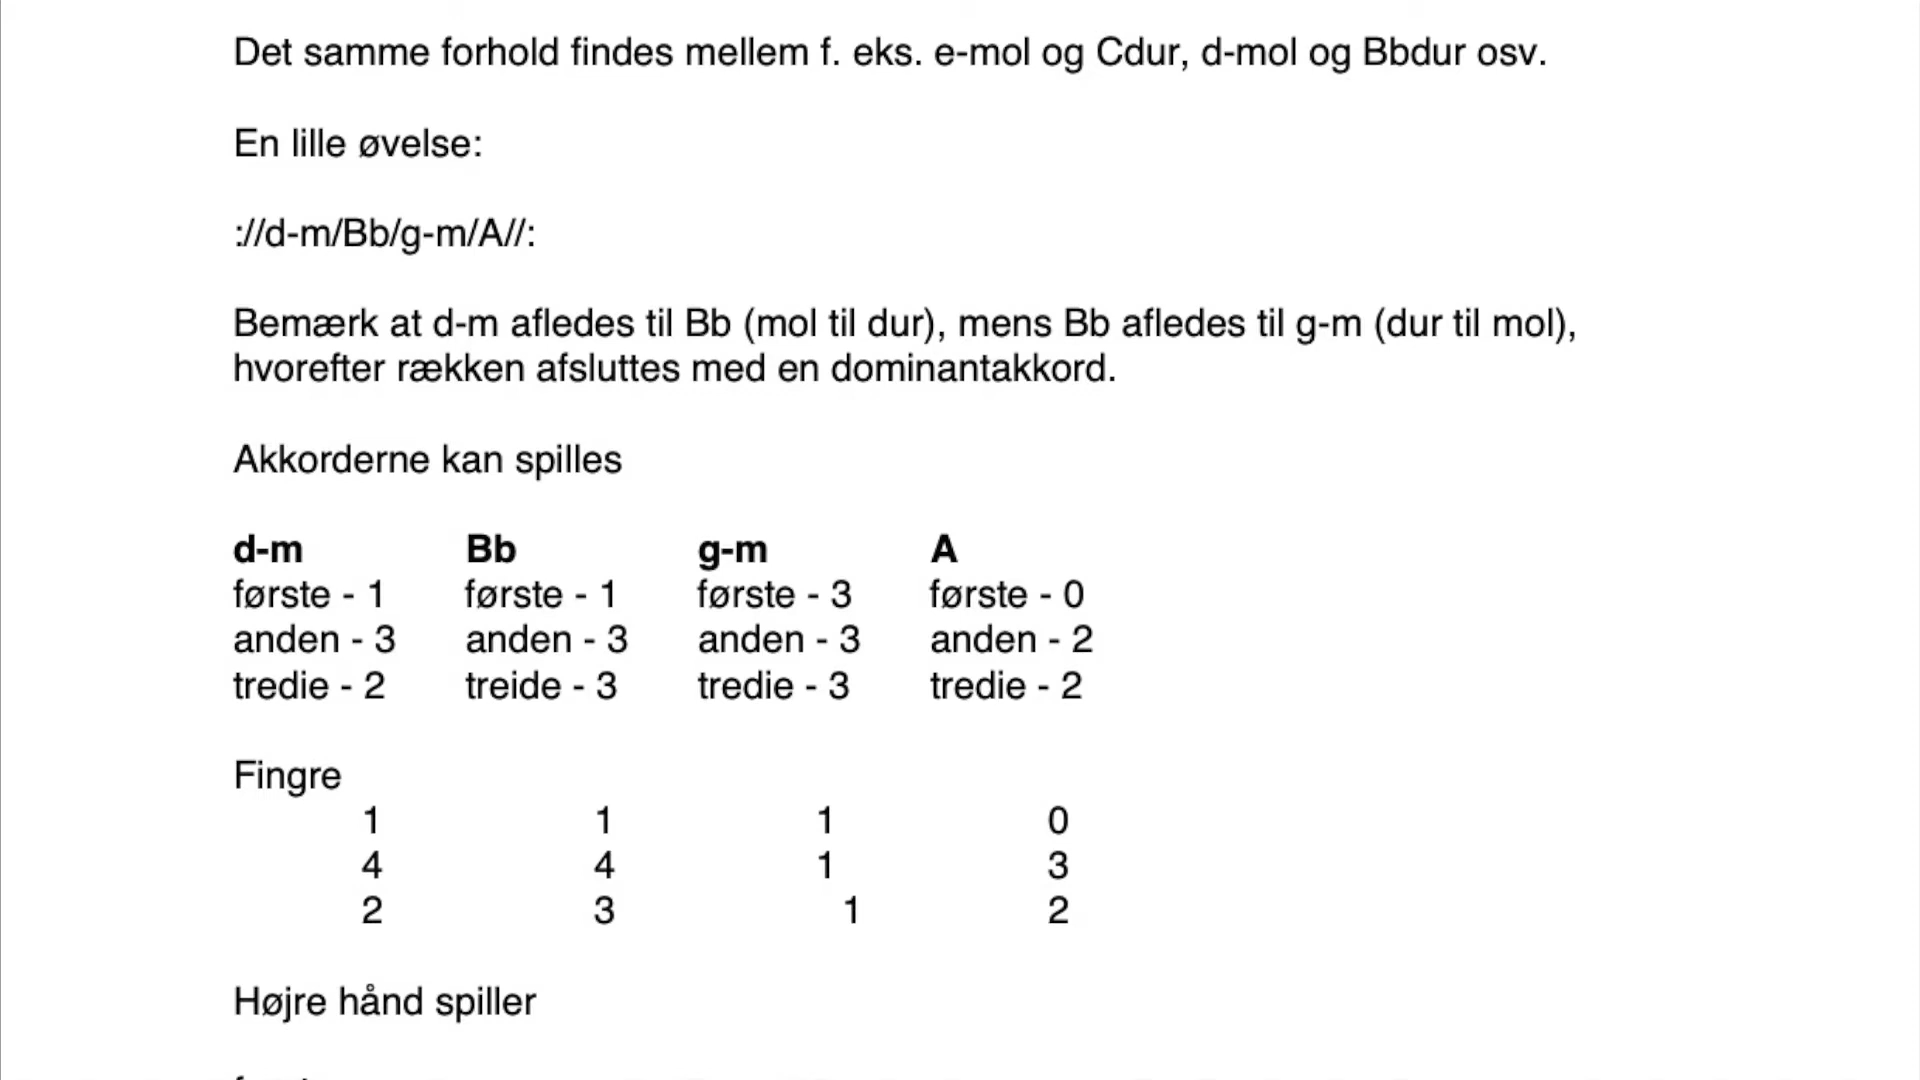 Det samme forhold findes mellem f. eks. e-mol og Cdur, d-mol og Bbdur osv.
En lille øvelse:
://d-m/Bb/g-m/A//:
Bemærk at d-m afledes til Bb (mol til dur), mens Bb afledes til g-m (dur til mol),
hvorefter rækken afsluttes med en dominantakkord.
Akkorderne kan spilles
d-m Bb g-m A
første - 1 første - 1 første - 3 første - 0
anden - 3 anden - 3 anden - 3 anden - 2
tredie - 2 treide - 3 tredie - 3 tredie - 2
Fingre
1 1 1 0
4 4 1 3
2 3 1 2
Højre hånd spiller